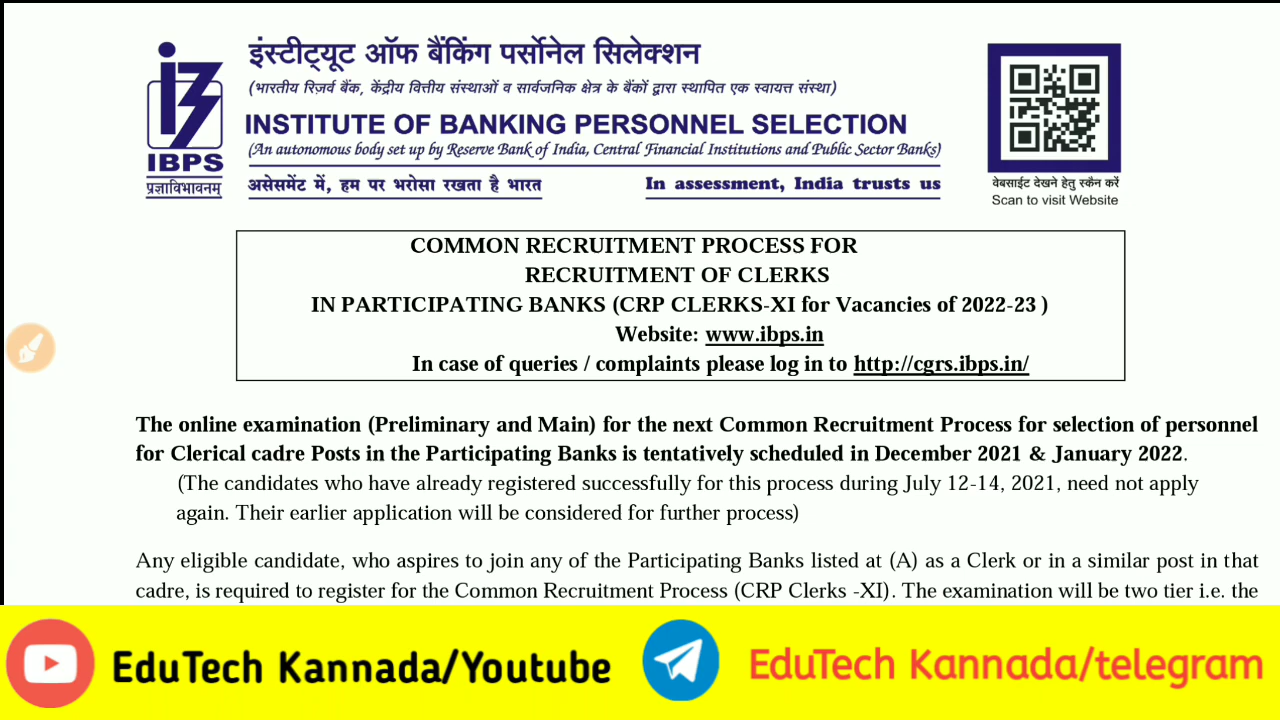 इंस्टीट्यूट ऑफ बैंकिंग पर्सोनेल सिलेक्शन
(भारतीय रिज़र्व बैंक, केंद्रीय वित्तीय संस्थाओं व सार्वजनिक क्षेत्र के बैंकों द्वारा स्थापित एक स्वायत्त संस्था)
INSTITUTE OF BANKING PERSONNEL SELECTION
(An autonomous body set up by Reserve Bank of India, Central Financial Institutions and Public Sector Banks)
IBPS
प्रज्ञाविभावनम्
असेसमेंट में, हम पर भरोसा रखता है भारत
In assessment, India trusts us
वेबसाईट देखने हेतु स्कैन करें
Scan to visit Website
COMMON RECRUITMENT PROCESS FOR
RECRUITMENT OF CLERKS
IN PARTICIPATING BANKS (CRP CLERKS-XI for Vacancies of 2022-23 )
Website: www.ibps.in
In case of queries / complaints please log in to http://cgrs.ibps.in/
The online examination (Preliminary and Main) for the next Common Recruitment Process for selection of personnel
for Clerical cadre Posts in the Participating Banks is tentatively scheduled in December 2021 & January 2022.
(The candidates who have already registered successfully for this process during July 12-14, 2021, need not apply
again. Their earlier application will be considered for further process)
Any eligible candidate, who aspires to join any of the Participating Banks listed at (A) as a Clerk or in a similar post in that
cadre, is required to register for the Common Recruitment Process (CRP Clerks -XI). The examination will be two tier i.e. the
EduTech Kannada/Youtube
EduTech Kannada/telegram